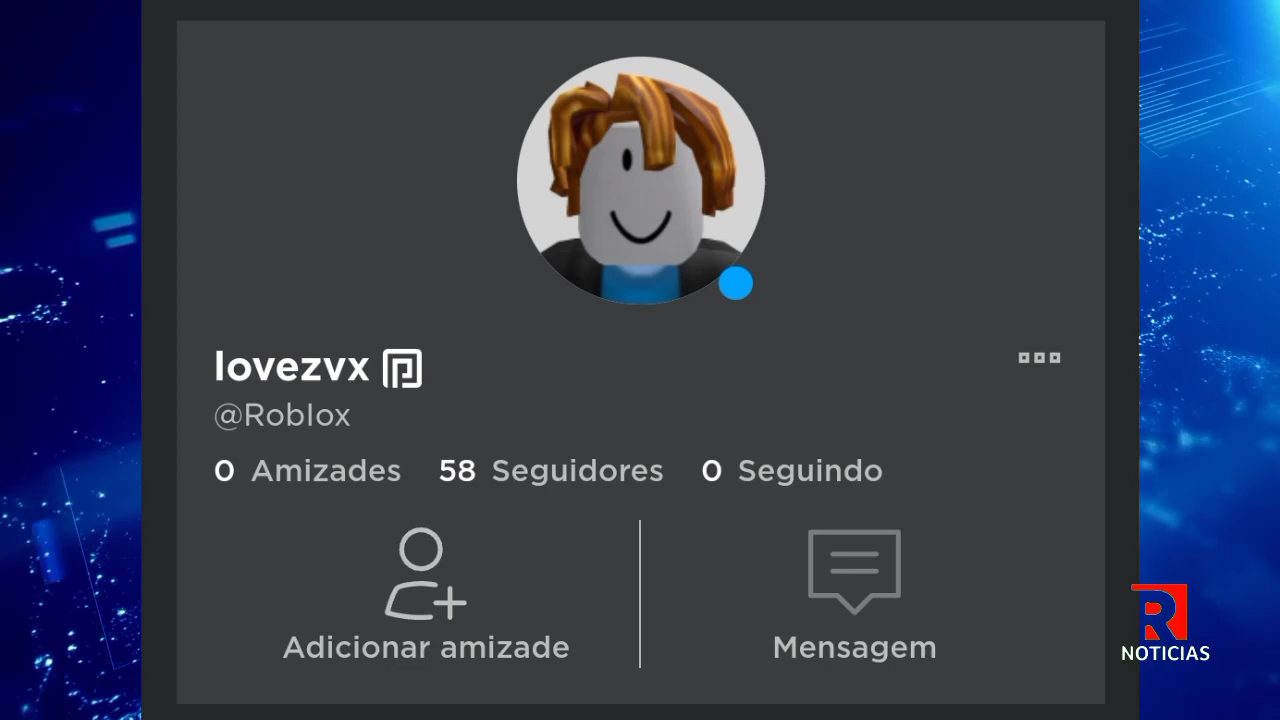 lovezvx
@Roblox
0 Amizades 58 Seguidores 0 Seguindo
Adicionar amizade
Mensagem
R
NOTICIAS